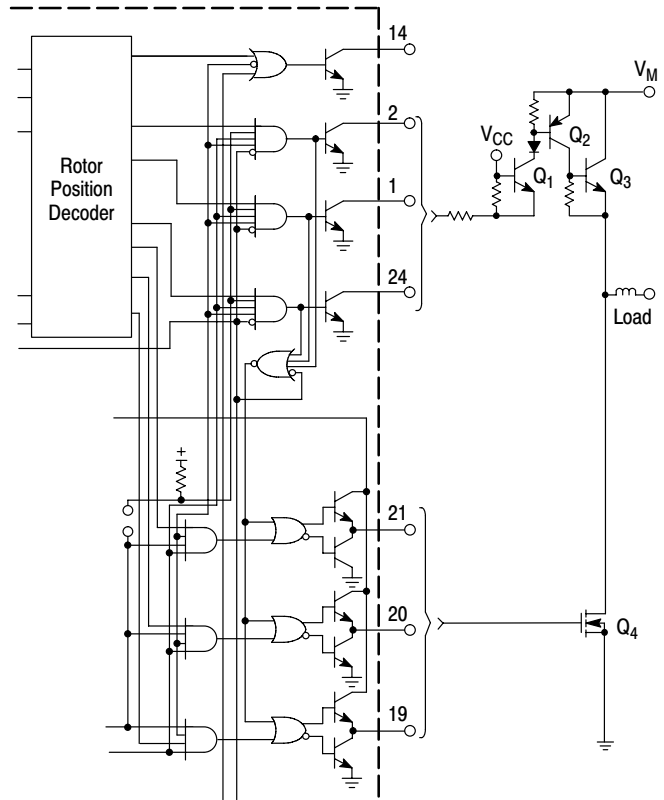 14
2
1
24
V_M
V_CC
Q_2
Q_1
Q_3
Rotor
Position
Decoder
Load
+
21
20
19
Q_4